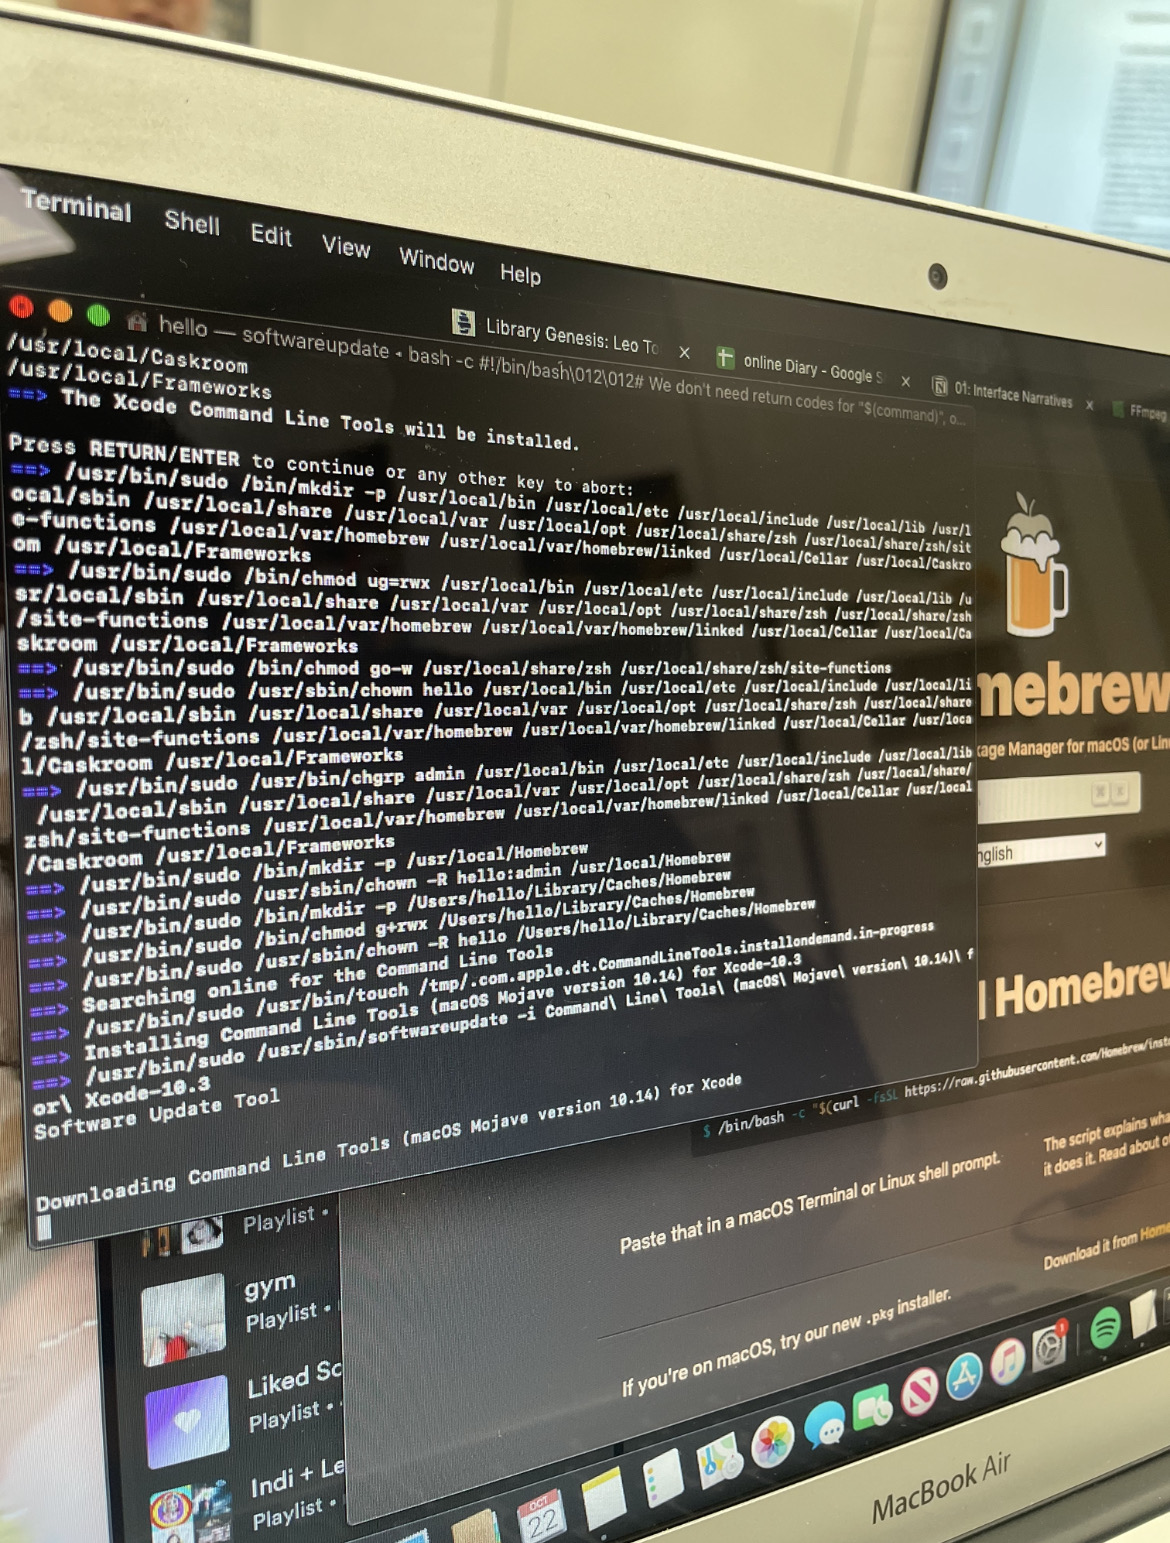 Terminal Shell Edit View Window Help
hello — softwareupdate • bash -c #!/bin/bash\012\012# We don't need return codes for "$(command)", o...
Library Genesis: Leo To
online Diary - Google S
01: Interface Narratives
FFmpeg
/usr/local/Caskroom
/usr/local/Frameworks
==> The Xcode Command Line Tools will be installed.
Press RETURN/ENTER to continue or any other key to abort:
==> /usr/bin/sudo /bin/mkdir -p /usr/local/bin /usr/local/etc /usr/local/include /usr/local/lib /usr/l
ocal/sbin /usr/local/share /usr/local/var /usr/local/opt /usr/local/share/zsh /usr/local/share/zsh/sit
e-functions /usr/local/var/homebrew /usr/local/var/homebrew/linked /usr/local/Cellar /usr/local/Caskro
om /usr/local/Frameworks
==> /usr/bin/sudo /bin/chmod ug=rwx /usr/local/bin /usr/local/etc /usr/local/include /usr/local/lib /u
sr/local/sbin /usr/local/share /usr/local/var /usr/local/opt /usr/local/share/zsh /usr/local/share/zsh
/site-functions /usr/local/var/homebrew /usr/local/var/homebrew/linked /usr/local/Cellar /usr/local/Ca
skroom /usr/local/Frameworks
==> /usr/bin/sudo /bin/chmod go-w /usr/local/share/zsh /usr/local/share/zsh/site-functions
==> /usr/bin/sudo /usr/sbin/chown hello /usr/local/bin /usr/local/etc /usr/local/include /usr/local/li
b /usr/local/sbin /usr/local/share /usr/local/var /usr/local/opt /usr/local/share/zsh /usr/local/share
/zsh/site-functions /usr/local/var/homebrew /usr/local/var/homebrew/linked /usr/local/Cellar /usr/loca
l/Caskroom /usr/local/Frameworks
==> /usr/bin/sudo /usr/bin/chgrp admin /usr/local/bin /usr/local/etc /usr/local/include /usr/local/lib
/usr/local/sbin /usr/local/share /usr/local/var /usr/local/opt /usr/local/share/zsh /usr/local/share/
zsh/site-functions /usr/local/var/homebrew /usr/local/var/homebrew/linked /usr/local/Cellar /usr/local
/Caskroom /usr/local/Frameworks
==> /usr/bin/sudo /bin/mkdir -p /usr/local/Homebrew
==> /usr/bin/sudo /usr/sbin/chown -R hello:admin /usr/local/Homebrew
==> /usr/bin/sudo /bin/mkdir -p /Users/hello/Library/Caches/Homebrew
==> /usr/bin/sudo /bin/chmod g+rwx /Users/hello/Library/Caches/Homebrew
==> /usr/bin/sudo /usr/sbin/chown -R hello /Users/hello/Library/Caches/Homebrew
==> Searching online for the Command Line Tools
==> /usr/bin/sudo /usr/bin/touch /tmp/.com.apple.dt.CommandLineTools.installondemand.in-progress
==> Installing Command Line Tools (macOS Mojave version 10.14) for Xcode-10.3
==> /usr/bin/sudo /usr/sbin/softwareupdate -i Command\ Line\ Tools\ (macOS\ Mojave\ version\ 10.14)\ f
or\ Xcode-10.3
Software Update Tool
Downloading Command Line Tools (macOS Mojave version 10.14) for Xcode
mebrew
kage Manager for macOS (or Lin
nglish
l Homebrew
$ /bin/bash -c "$(curl -fsSL https://raw.githubusercontent.com/Homebrew/inst
The script explains wha
it does it. Read about o
Paste that in a macOS Terminal or Linux shell prompt.
Download it from Home
If you're on macOS, try our new .pkg installer.
Playlist •
gym
Playlist •
Liked So
Playlist •
Indi + Le
Playlist •
OCT
22
1
MacBook Air